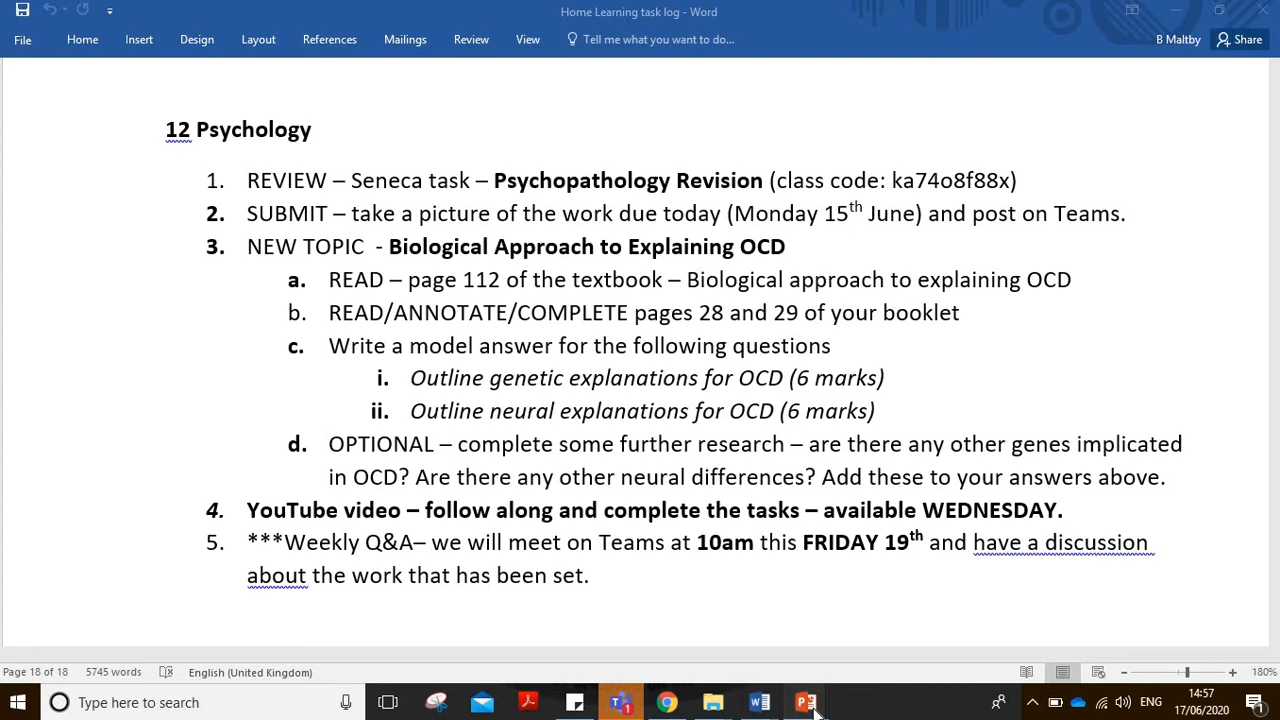 Home Learning task log - Word
File Home Insert Design Layout References Mailings Review View Tell me what you want to do... B Maltby Share
12 Psychology
1. REVIEW – Seneca task – Psychopathology Revision (class code: ka74o8f88x)
2. SUBMIT – take a picture of the work due today (Monday 15th June) and post on Teams.
3. NEW TOPIC - Biological Approach to Explaining OCD
a. READ – page 112 of the textbook – Biological approach to explaining OCD
b. READ/ANNOTATE/COMPLETE pages 28 and 29 of your booklet
c. Write a model answer for the following questions
i. Outline genetic explanations for OCD (6 marks)
ii. Outline neural explanations for OCD (6 marks)
d. OPTIONAL – complete some further research – are there any other genes implicated
in OCD? Are there any other neural differences? Add these to your answers above.
4. YouTube video – follow along and complete the tasks – available WEDNESDAY.
5. ***Weekly Q&A– we will meet on Teams at 10am this FRIDAY 19th and have a discussion
about the work that has been set.
Page 18 of 18 5745 words English (United Kingdom) 180%
Type here to search ENG 14:57
17/06/2020